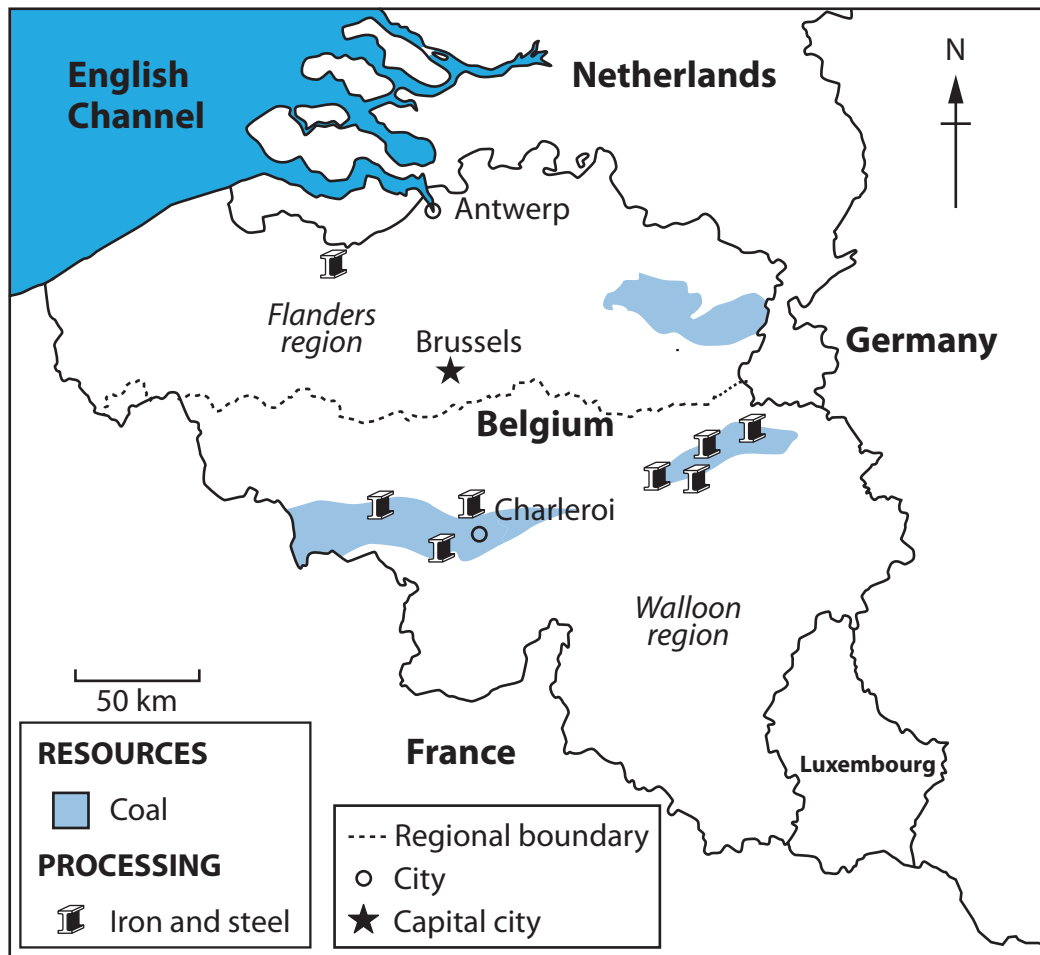 English
Channel
Netherlands
N
Antwerp
Flanders
region
Brussels
Germany
Belgium
Charleroi
Walloon
region
50 km
France
Luxembourg
RESOURCES
Coal
PROCESSING
Iron and steel
Regional boundary
City
Capital city